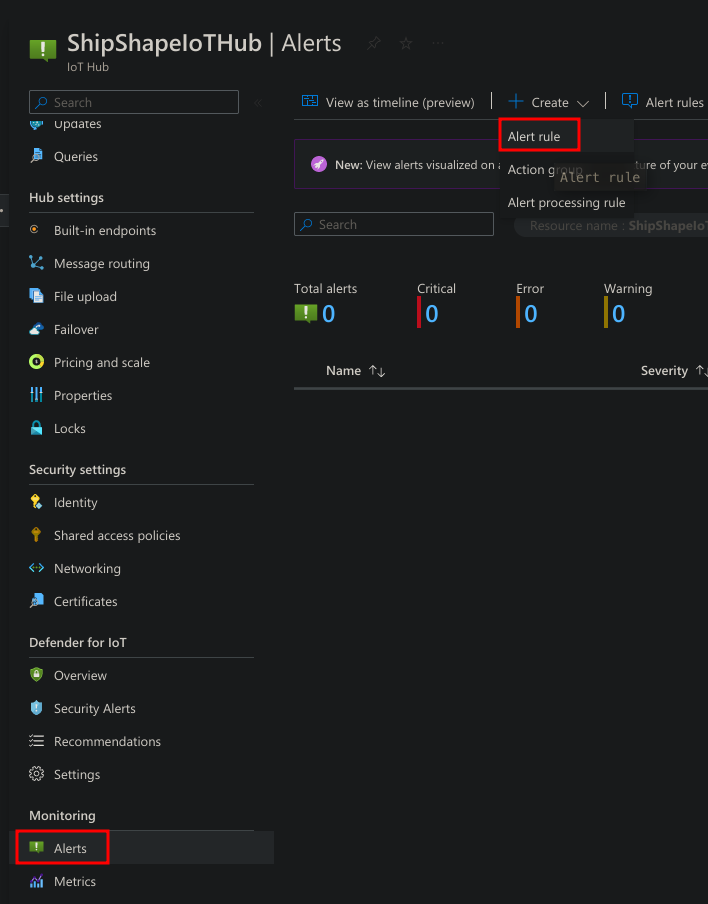 ShipShapeIoTHub | Alerts
IoT Hub
Search
Updates
Queries
Hub settings
Built-in endpoints
Message routing
File upload
Failover
Pricing and scale
Properties
Locks
Security settings
Identity
Shared access policies
Networking
Certificates
Defender for IoT
Overview
Security Alerts
Recommendations
Settings
Monitoring
Alerts
Metrics
View as timeline (preview)
Create
Alert rules
Alert rule
Action group
Alert rule
Alert processing rule
New: View alerts visualized on a
ture of your e
Search
Resource name : ShipShapeIoT
Total alerts
0
Critical
0
Error
0
Warning
0
Name
Severity